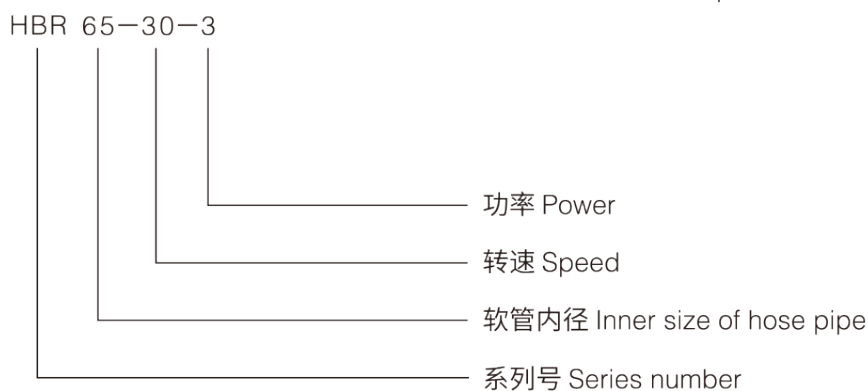 HBR 65-30-3
功率 Power
转速 Speed
软管内径 Inner size of hose pipe
系列号 Series number